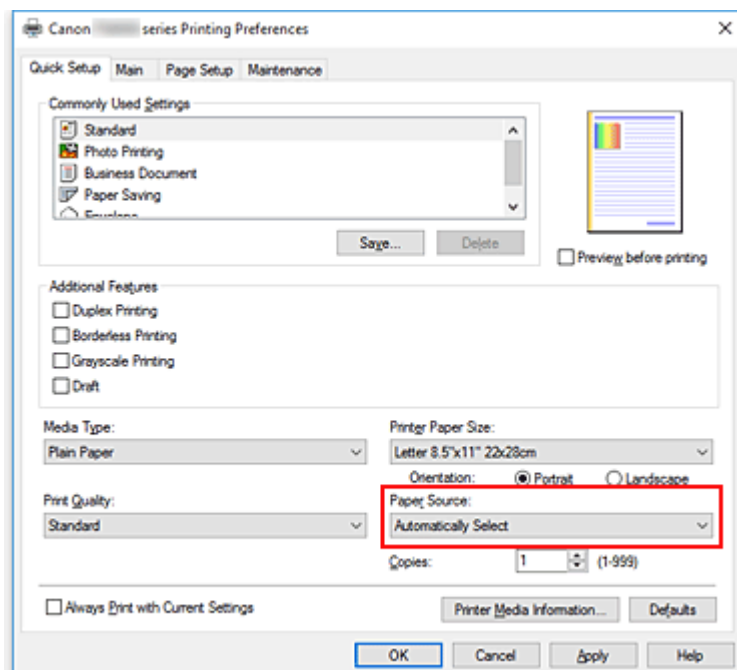 Canon series Printing Preferences
Quick Setup Main Page Setup Maintenance
Commonly Used Settings
Standard
Photo Printing
Business Document
Paper Saving
Envelope
Save... Delete
Preview before printing
Additional Features
Duplex Printing
Borderless Printing
Grayscale Printing
Draft
Media Type: Printer Paper Size:
Plain Paper Letter 8.5"x11" 22x28cm
Orientation: Portrait Landscape
Print Quality: Paper Source:
Standard Automatically Select
Copies: 1 (1-999)
Always Print with Current Settings Printer Media Information... Defaults
OK Cancel Apply Help